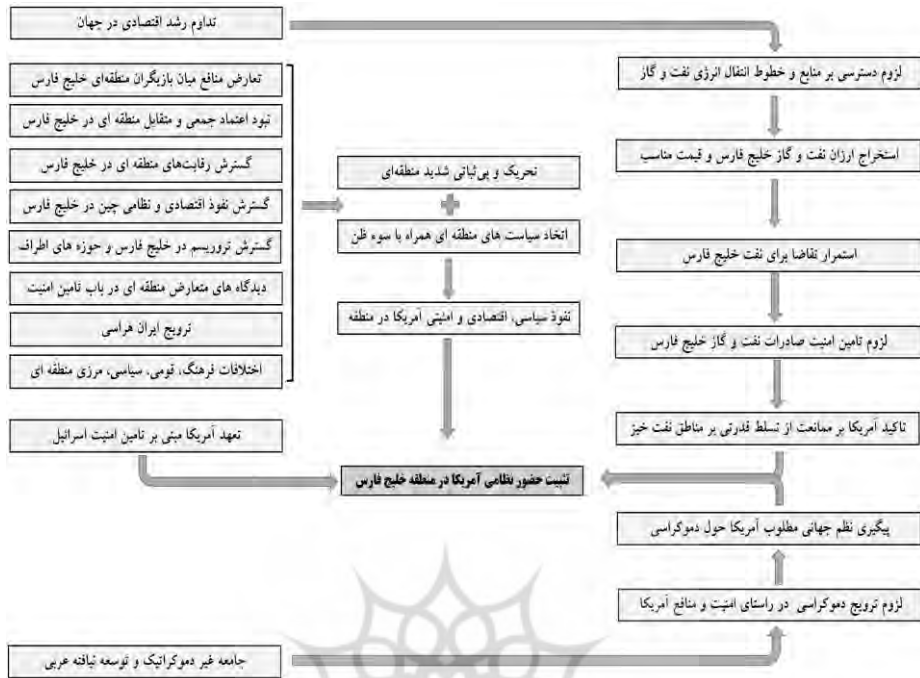 تداوم رشد اقتصادی در جهان
لزوم دسترسی بر منابع و خطوط انتقال انرژی نفت و گاز
استخراج ارزان نفت و گاز خلیج فارس و قیمت مناسب
استمرار تقاضا برای نفت خلیج فارس
لزوم تامین امنیت صادرات نفت و گاز خلیج فارس
تاکید آمریکا بر ممانعت از تسلط قدرتی بر مناطق نفت خیز
پیگیری نظم جهانی مطلوب آمریکا حول دموکراسی
لزوم ترویج دموکراسی در راستای امنیت و منافع آمریکا
تحریک و بی‌ثباتی شدید منطقه‌ای
اتخاذ سیاست های منطقه ای همراه با سوء ظن
نفوذ سیاسی، اقتصادی و امنیتی آمریکا در منطقه
تثبیت حضور نظامی آمریکا در منطقه خلیج فارس
تعارض منافع میان بازیگران منطقه‌ای خلیج فارس
نبود اعتماد جمعی و متقابل منطقه ای در خلیج فارس
گسترش رقابت‌های منطقه ای در خلیج فارس
گسترش نفوذ اقتصادی و نظامی چین در خلیج فارس
گسترش تروریسم در خلیج فارس و حوزه های اطراف
دیدگاه های متعارض منطقه ای در باب تامین امنیت
ترویج ایران هراسی
اختلافات فرهنگ، قومی، سیاسی، مرزی منطقه ای
تعهد آمریکا مبنی بر تامین امنیت اسرائیل
جامعه غیر دموکراتیک و توسعه نیافته عربی